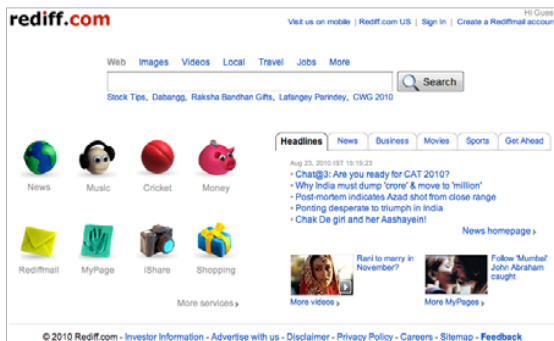 rediff.com
Hi Gues
Visit us on mobile | Rediff.com US | Sign In | Create a Rediffmail accoun
Web Images Videos Local Travel Jobs More
Search
Stock Tips, Dabangg, Raksha Bandhan Gifts, Lafangey Parindey, CWG 2010
Headlines News Business Movies Sports Get Ahead
Aug 23, 2010 IST 15:15:23
• Chat@3: Are you ready for CAT 2010?
• Why India must dump 'crore' & move to 'million'
• Post-mortem indicates Azad shot from close range
• Ponting desperate to triumph in India
• Chak De girl and her Aashayein!
News homepage
News Music Cricket Money
Rediffmail MyPage iShare Shopping
More services
Rani to marry in
November?
More videos
Follow 'Mumbai'
John Abraham
caught
More MyPages
© 2010 Rediff.com - Investor Information - Advertise with us - Disclaimer - Privacy Policy - Careers - Sitemap - Feedback